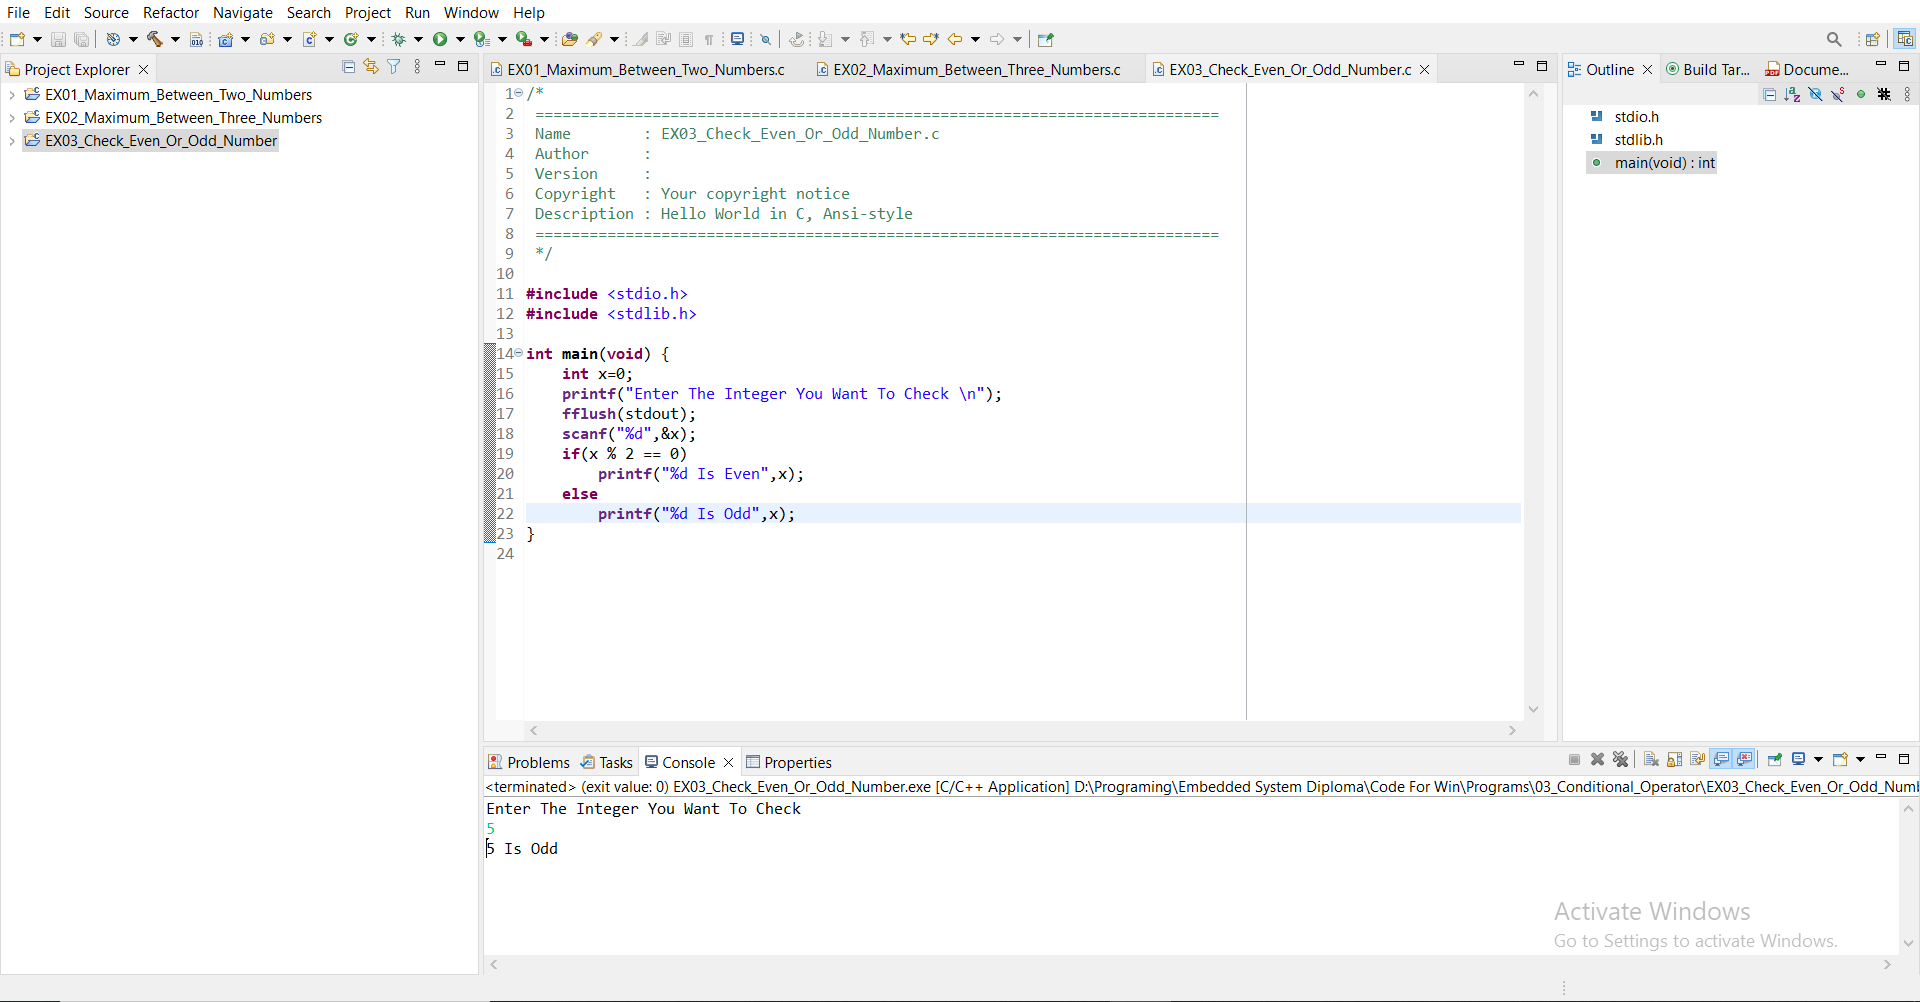 File Edit Source Refactor Navigate Search Project Run Window Help
Project Explorer
EX01_Maximum_Between_Two_Numbers
EX02_Maximum_Between_Three_Numbers
EX03_Check_Even_Or_Odd_Number
EX01_Maximum_Between_Two_Numbers.c EX02_Maximum_Between_Three_Numbers.c EX03_Check_Even_Or_Odd_Number.c
1 /*
2 ============================================================================
3 Name : EX03_Check_Even_Or_Odd_Number.c
4 Author :
5 Version :
6 Copyright : Your copyright notice
7 Description : Hello World in C, Ansi-style
8 ============================================================================
9 */
10
11 #include <stdio.h>
12 #include <stdlib.h>
13
14 int main(void) {
15 int x=0;
16 printf("Enter The Integer You Want To Check \n");
17 fflush(stdout);
18 scanf("%d",&x);
19 if(x % 2 == 0)
20 printf("%d Is Even",x);
21 else
22 printf("%d Is Odd",x);
23 }
24
Outline Build Tar... Docume...
stdio.h
stdlib.h
main(void) : int
Problems Tasks Console Properties
<terminated> (exit value: 0) EX03_Check_Even_Or_Odd_Number.exe [C/C++ Application] D:\Programing\Embedded System Diploma\Code For Win\Programs\03_Conditional_Operator\EX03_Check_Even_Or_Odd_Numl
Enter The Integer You Want To Check
5
5 Is Odd
Activate Windows
Go to Settings to activate Windows.